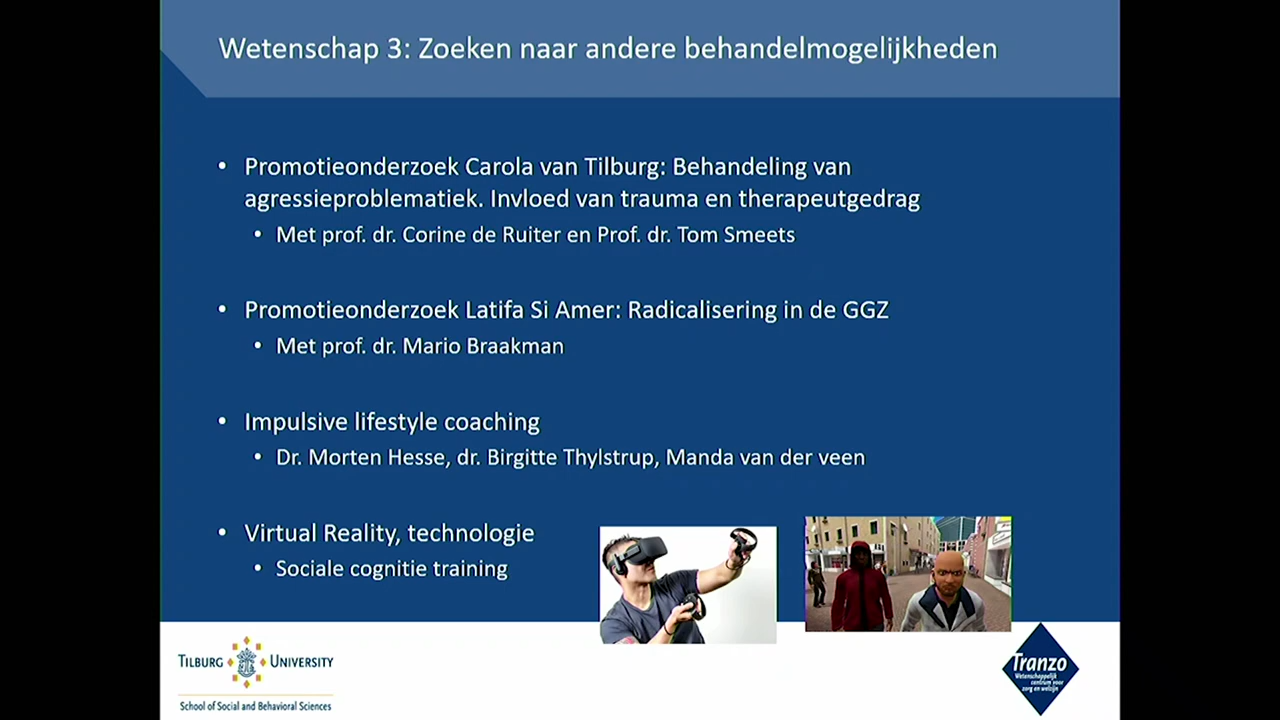 Wetenschap 3: Zoeken naar andere behandelmogelijkheden
• Promotieonderzoek Carola van Tilburg: Behandeling van
agressieproblematiek. Invloed van trauma en therapeutgedrag
• Met prof. dr. Corine de Ruiter en Prof. dr. Tom Smeets
• Promotieonderzoek Latifa Si Amer: Radicalisering in de GGZ
• Met prof. dr. Mario Braakman
• Impulsive lifestyle coaching
• Dr. Morten Hesse, dr. Birgitte Thylstrup, Manda van der veen
• Virtual Reality, technologie
• Sociale cognitie training
TILBURG UNIVERSITY
School of Social and Behavioral Sciences
Tranzo
Wetenschappelijk
centrum voor
zorg en welzijn